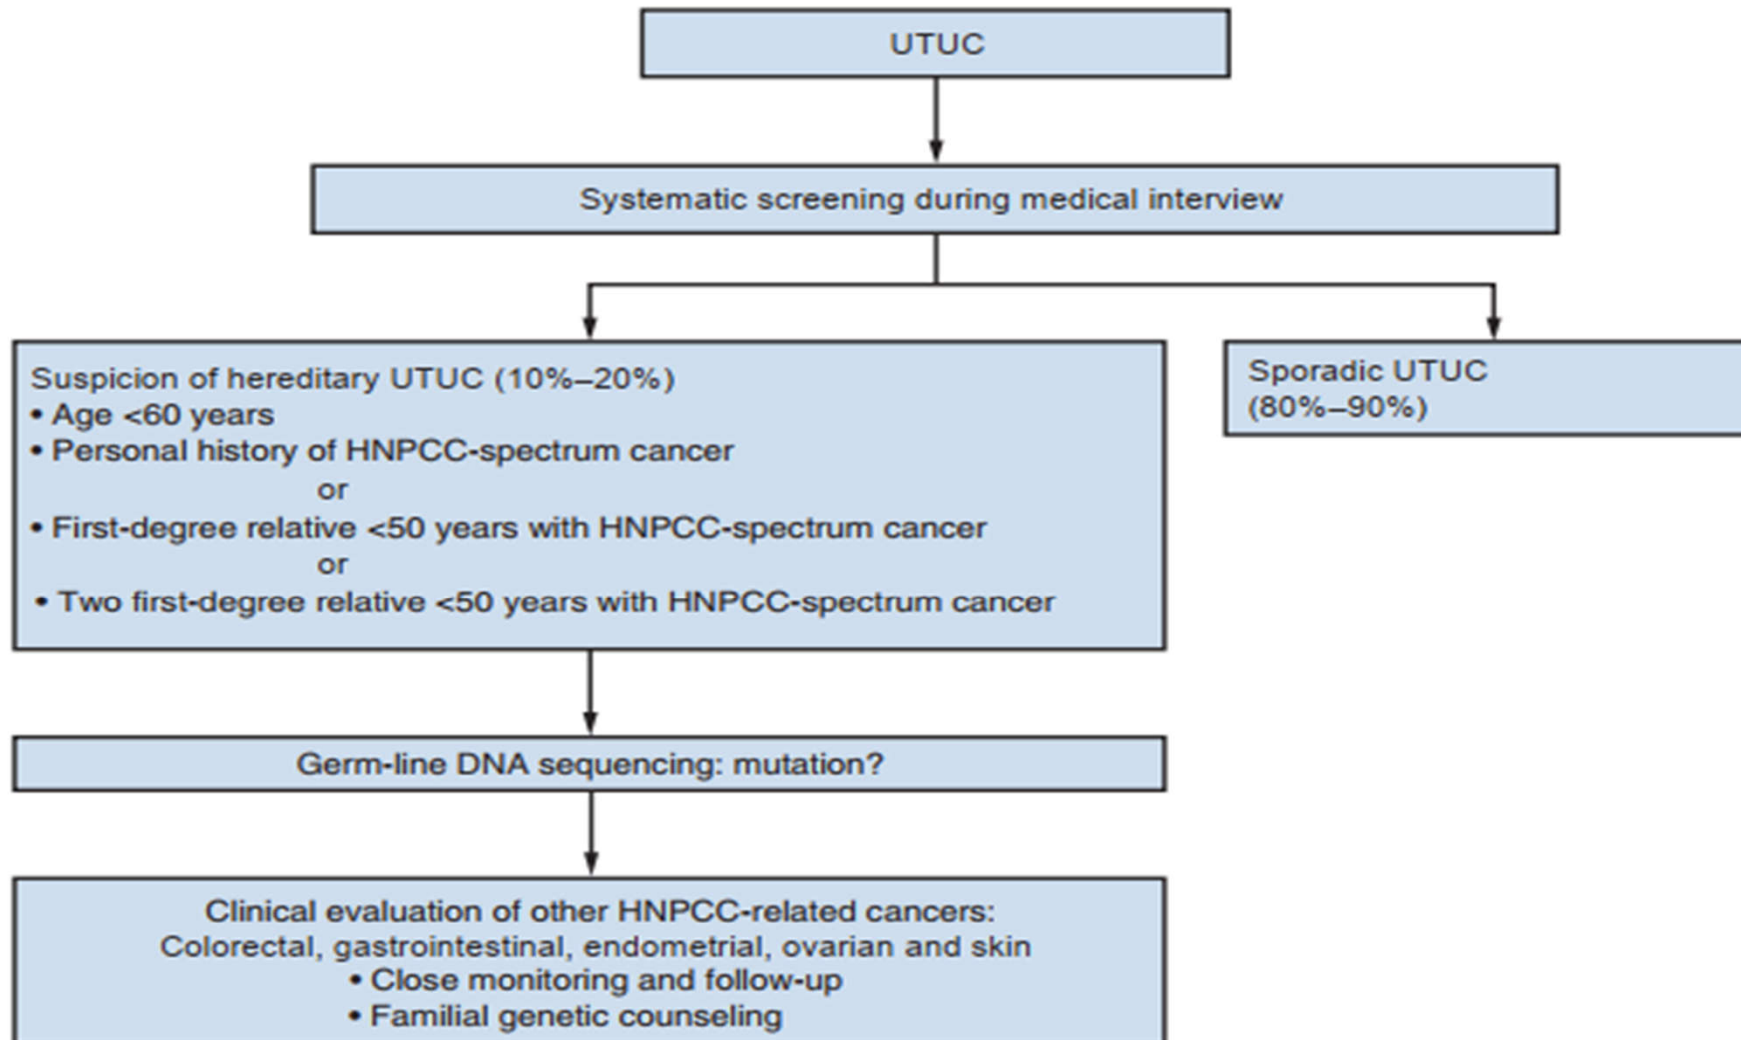 UTUC
Systematic screening during medical interview
Suspicion of hereditary UTUC (10%–20%)
• Age <60 years
• Personal history of HNPCC-spectrum cancer
or
• First-degree relative <50 years with HNPCC-spectrum cancer
or
• Two first-degree relative <50 years with HNPCC-spectrum cancer
Sporadic UTUC
(80%–90%)
Germ-line DNA sequencing: mutation?
Clinical evaluation of other HNPCC-related cancers:
Colorectal, gastrointestinal, endometrial, ovarian and skin
• Close monitoring and follow-up
• Familial genetic counseling